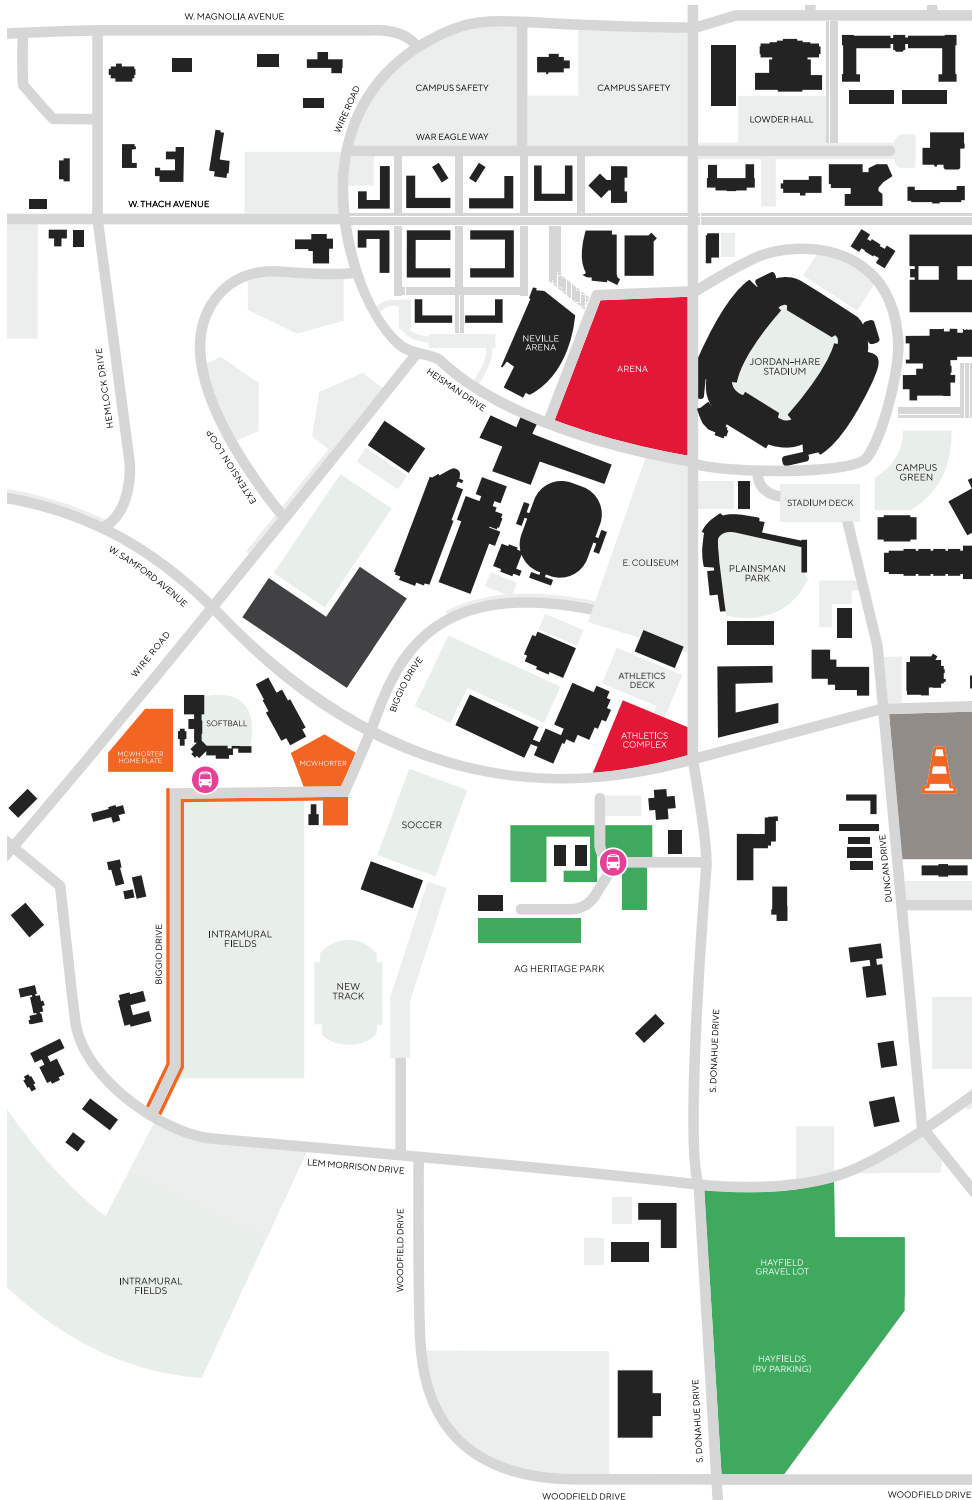 W. MAGNOLIA AVENUE
CAMPUS SAFETY
CAMPUS SAFETY
WIRE ROAD
LOWDER HALL
WAR EAGLE WAY
W. THACH AVENUE
NEVILLE
ARENA
ARENA
JORDAN-HARE
STADIUM
HEMLOCK DRIVE
HEISMAN DRIVE
EXTENSION LOOP
CAMPUS
GREEN
STADIUM DECK
W. SAMFORD AVENUE
E. COLISEUM
PLAINSMAN
PARK
WIRE ROAD
BIGGIO DRIVE
ATHLETICS
DECK
SOFTBALL
ATHLETICS
COMPLEX
MCWHORTER
HOME PLATE
MCWHORTER
SOCCER
DUNCAN DRIVE
INTRAMURAL
FIELDS
BIGGIO DRIVE
AG HERITAGE PARK
NEW
TRACK
S. DONAHUE DRIVE
LEM MORRISON DRIVE
WOODFIELD DRIVE
HAYFIELD
GRAVEL LOT
INTRAMURAL
FIELDS
HAYFIELDS
(RV PARKING)
S. DONAHUE DRIVE
WOODFIELD DRIVE
WOODFIELD DRIVE